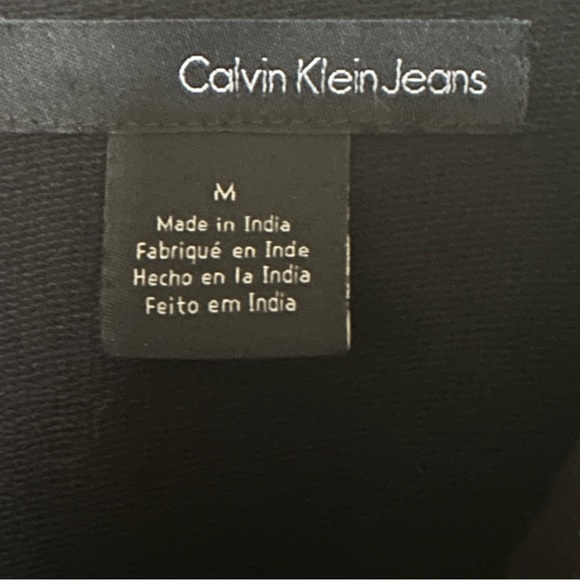 Calvin Klein Jeans
M
Made in India
Fabriqué en Inde
Hecho en la India
Feito em India